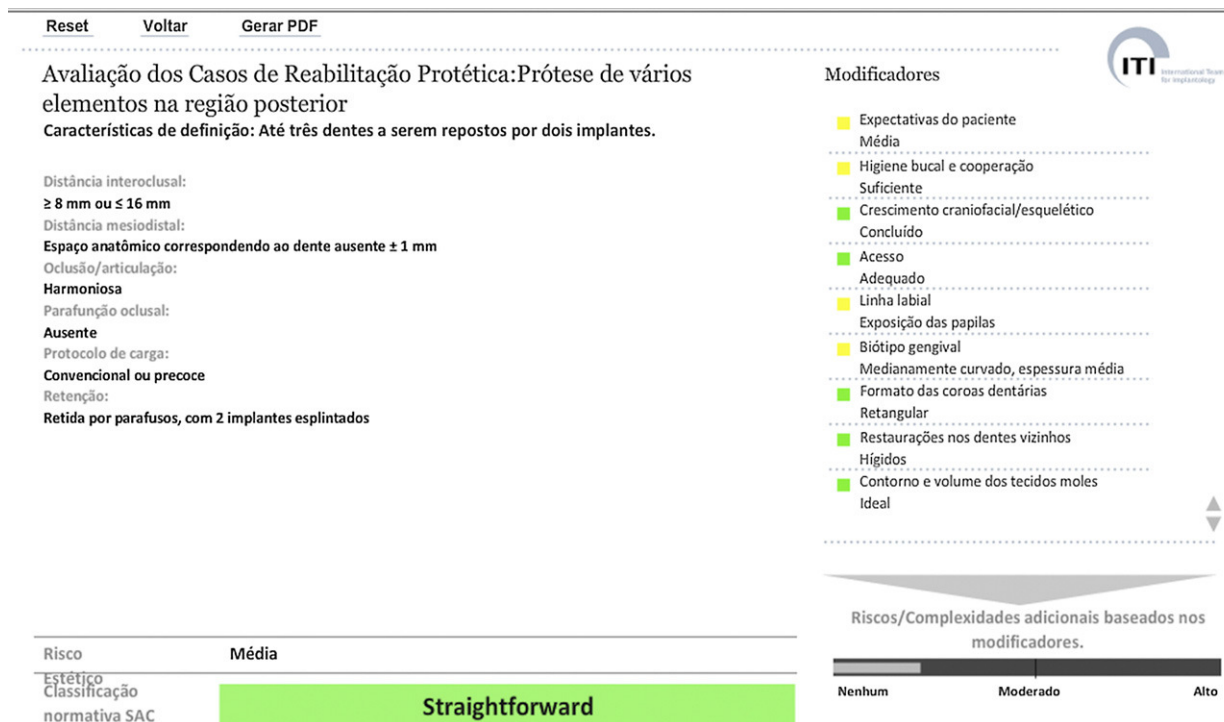 Reset Voltar Gerar PDF
Avaliação dos Casos de Reabilitação Protética:Prótese de vários
elementos na região posterior
Características de definição: Até três dentes a serem repostos por dois implantes.
Distância interoclusal:
≥ 8 mm ou ≤ 16 mm
Distância mesiodistal:
Espaço anatômico correspondendo ao dente ausente ± 1 mm
Oclusão/articulação:
Harmoniosa
Parafunção oclusal:
Ausente
Protocolo de carga:
Convencional ou precoce
Retenção:
Retida por parafusos, com 2 implantes esplintados
Risco Média
Estético
Classificação
normativa SAC
Straightforward
ITI
International Team
for Implantology
Modificadores
Expectativas do paciente
Média
Higiene bucal e cooperação
Suficiente
Crescimento craniofacial/esquelético
Concluído
Acesso
Adequado
Linha labial
Exposição das papilas
Biótipo gengival
Medianamente curvado, espessura média
Formato das coroas dentárias
Retangular
Restaurações nos dentes vizinhos
Hígidos
Contorno e volume dos tecidos moles
Ideal
Riscos/Complexidades adicionais baseados nos
modificadores.
Nenhum Moderado Alto